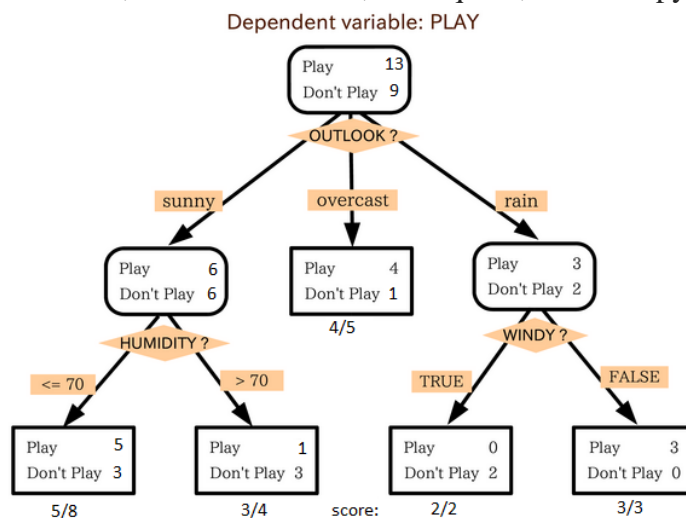 Dependent variable: PLAY
Play 13
Don't Play 9
OUTLOOK ?
sunny
overcast
rain
Play 6
Don't Play 6
Play 4
Don't Play 1
Play 3
Don't Play 2
4/5
HUMIDITY ?
WINDY ?
<= 70
> 70
TRUE
FALSE
Play 5
Don't Play 3
Play 1
Don't Play 3
Play 0
Don't Play 2
Play 3
Don't Play 0
5/8
3/4
score:
2/2
3/3